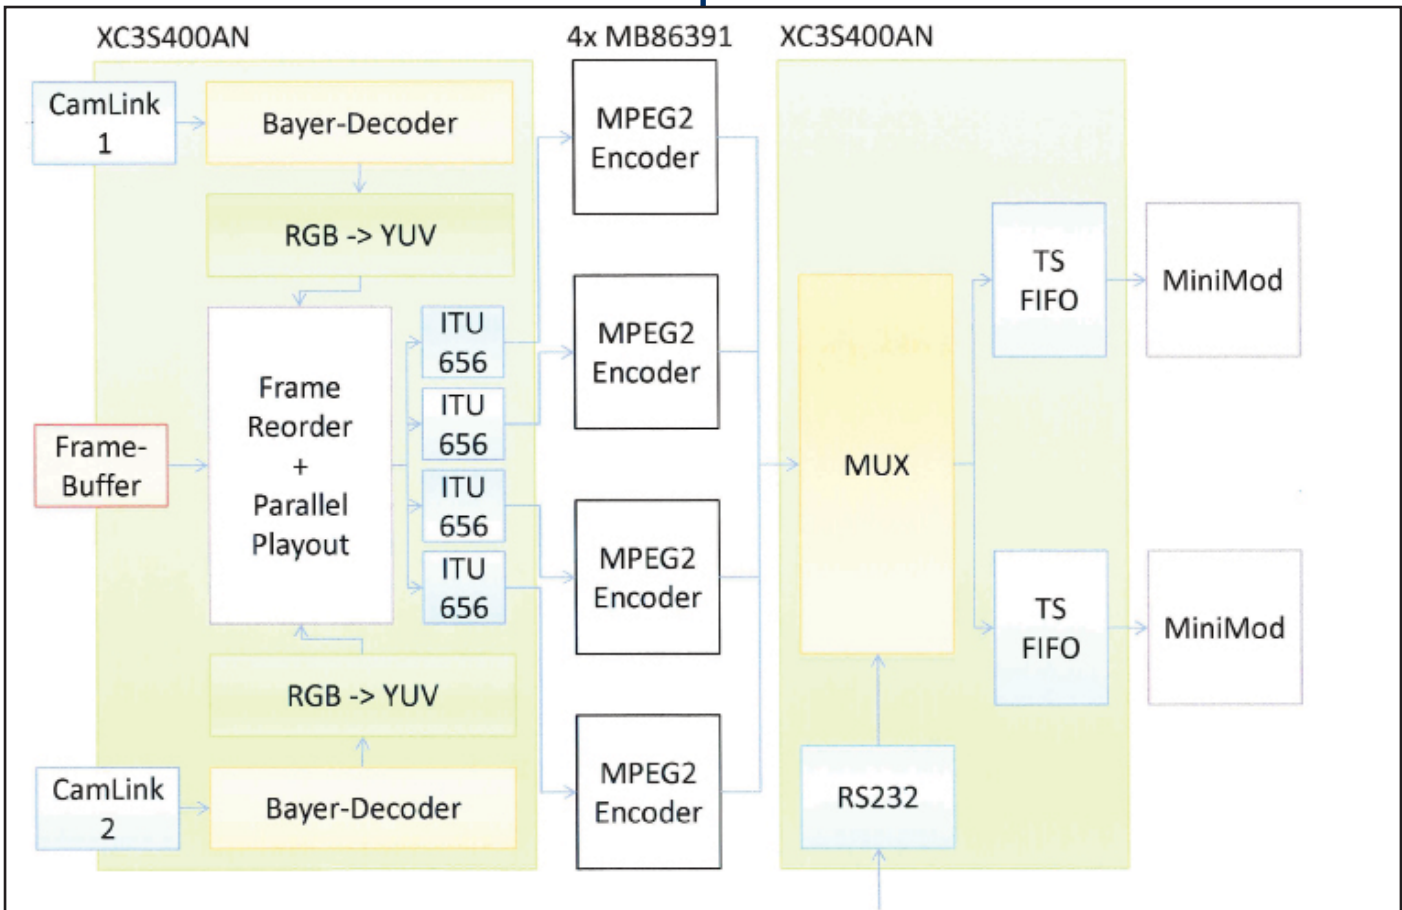 XC3S400AN
4x MB86391
XC3S400AN
CamLink
1
Bayer-Decoder
RGB -> YUV
Frame
Reorder
+
Parallel
Playout
Frame-
Buffer
ITU
656
ITU
656
ITU
656
ITU
656
RGB -> YUV
CamLink
2
Bayer-Decoder
MPEG2
Encoder
MPEG2
Encoder
MPEG2
Encoder
MPEG2
Encoder
MUX
RS232
TS
FIFO
MiniMod
TS
FIFO
MiniMod